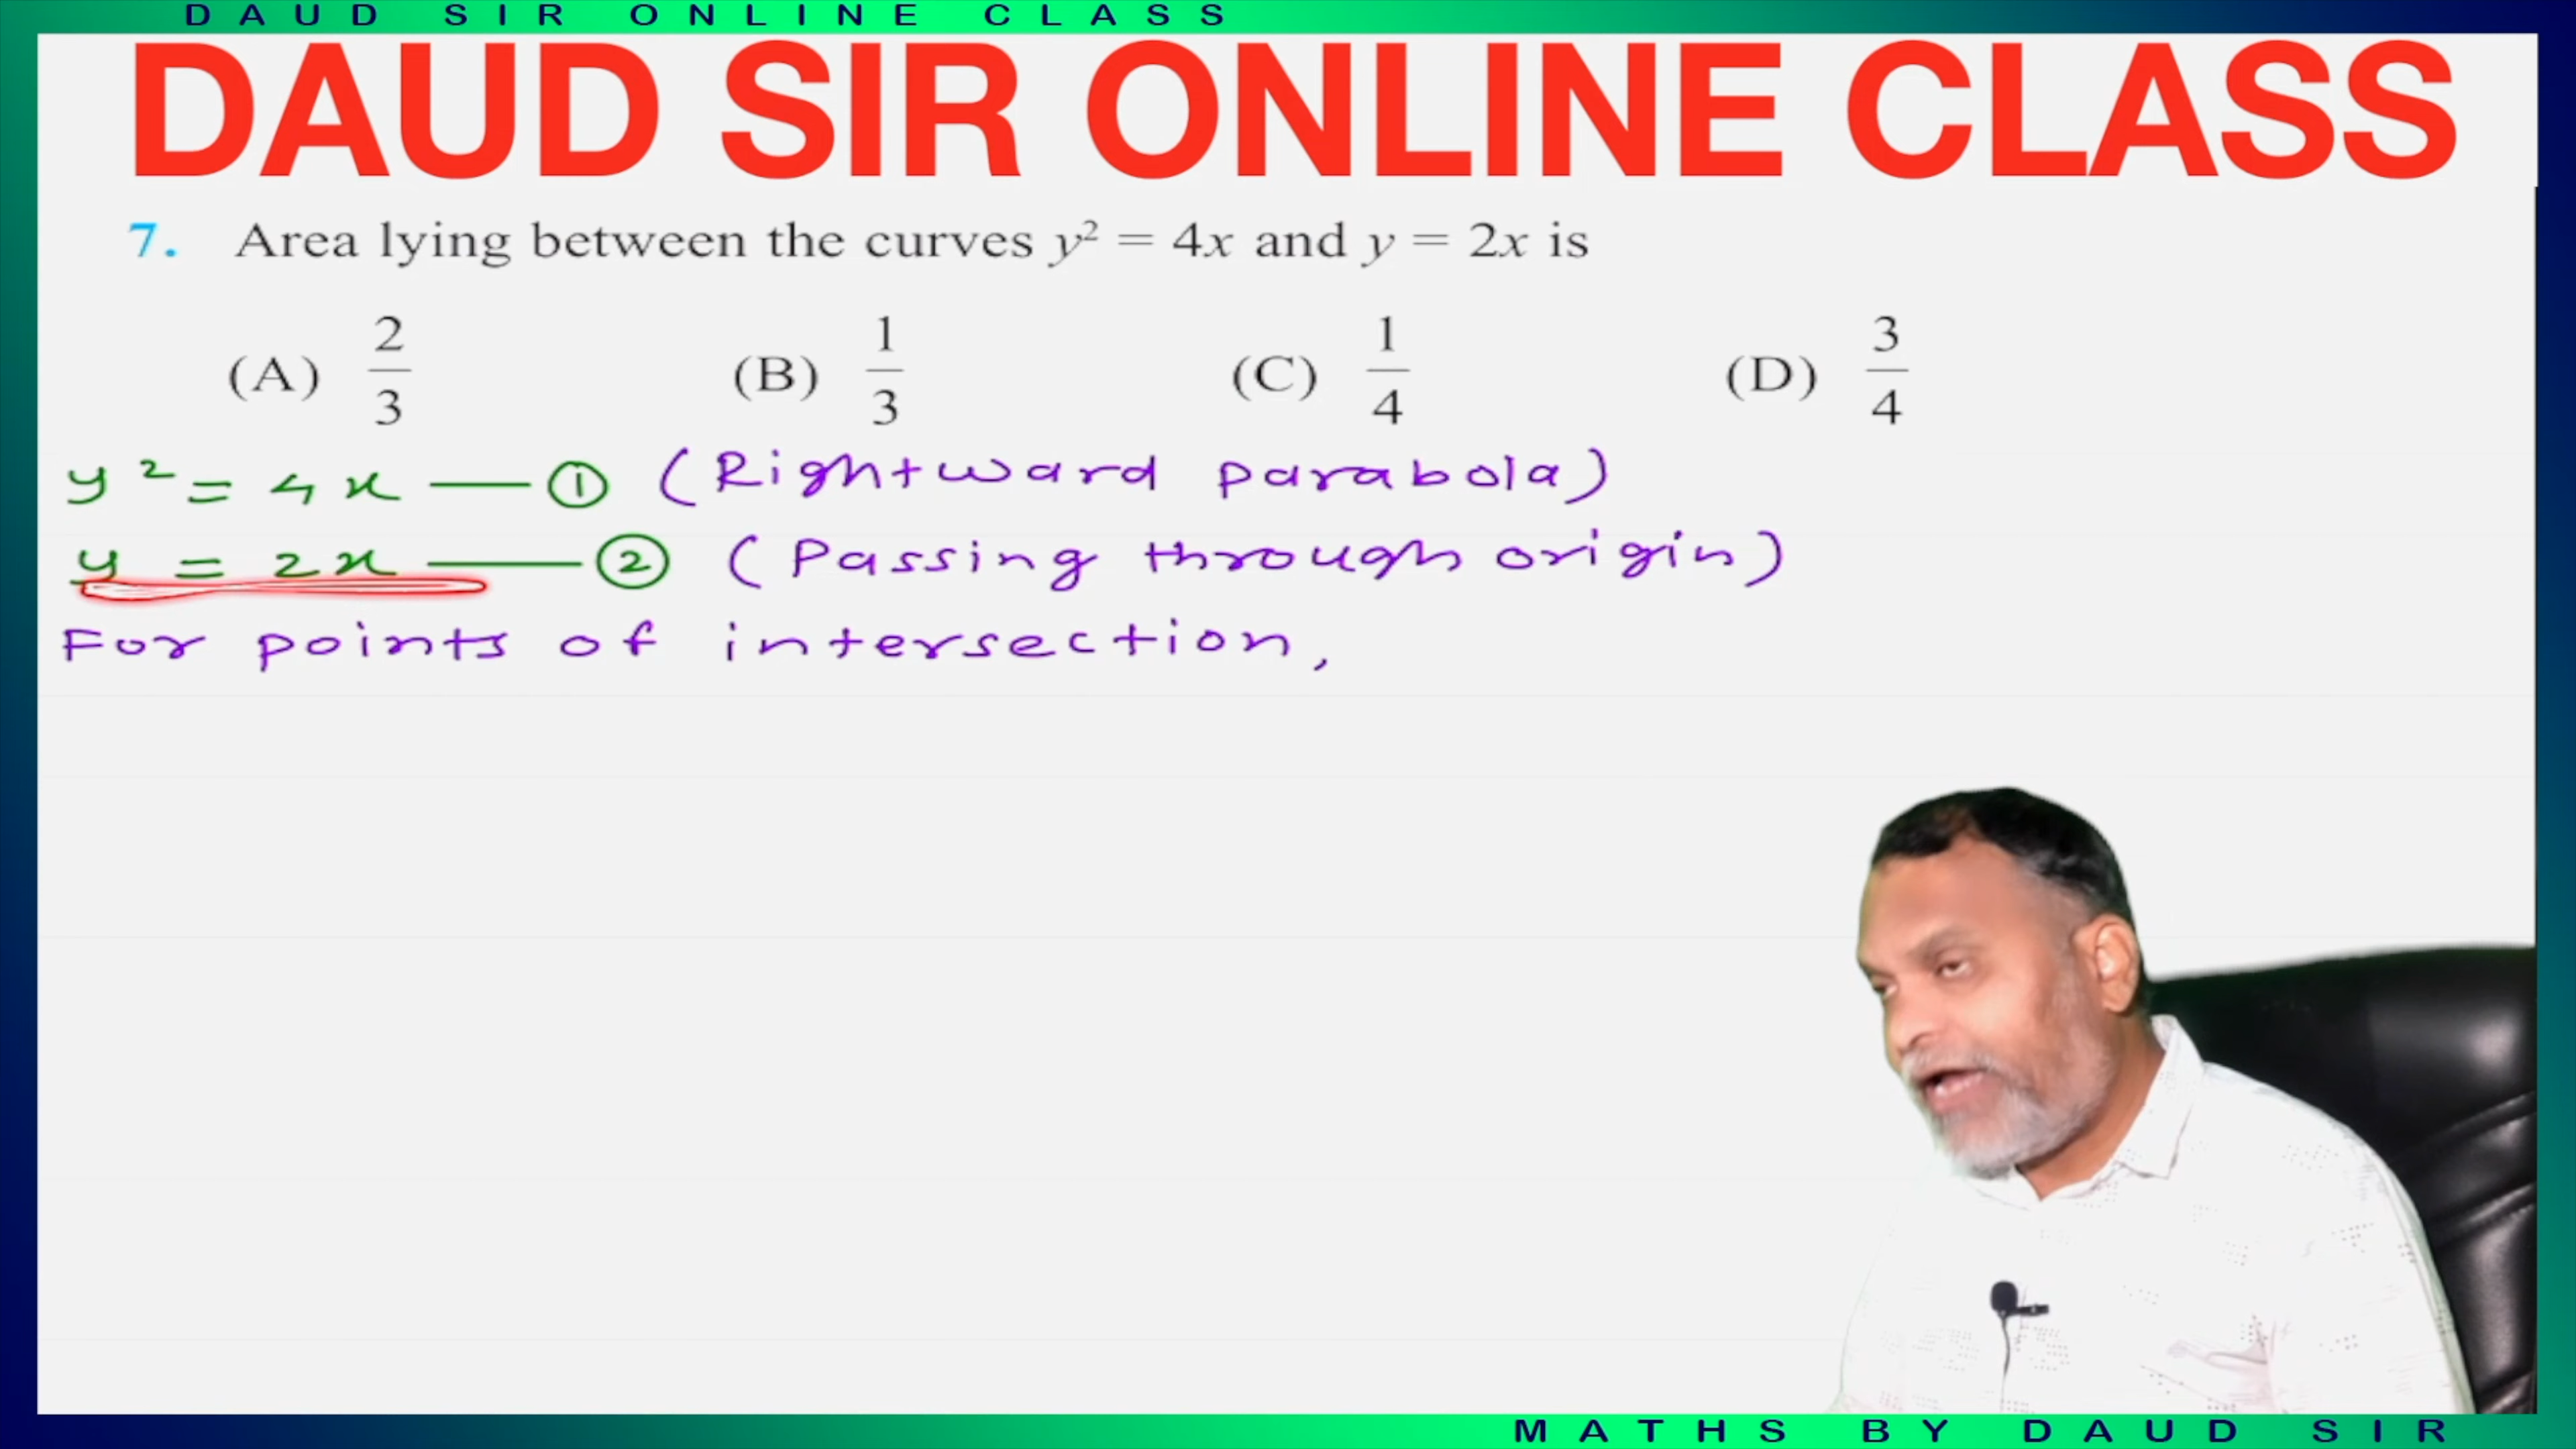 DAUD SIR ONLINE CLASS
DAUD SIR ONLINE CLASS
7. Area lying between the curves y² = 4x and y = 2x is
(A) 2/3 (B) 1/3 (C) 1/4 (D) 3/4
y² = 4x — ① (Rightward parabola)
y = 2x — ② (Passing through origin)
For points of intersection,
MATHS BY DAUD SIR